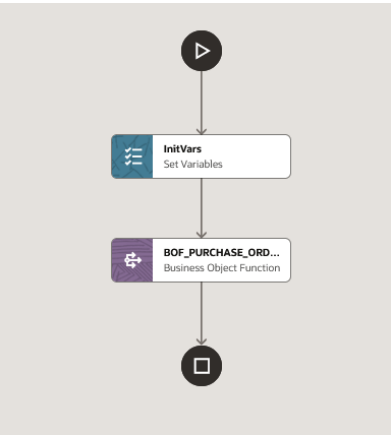 InitVars
Set Variables
BOF_PURCHASE_ORD...
Business Object Function